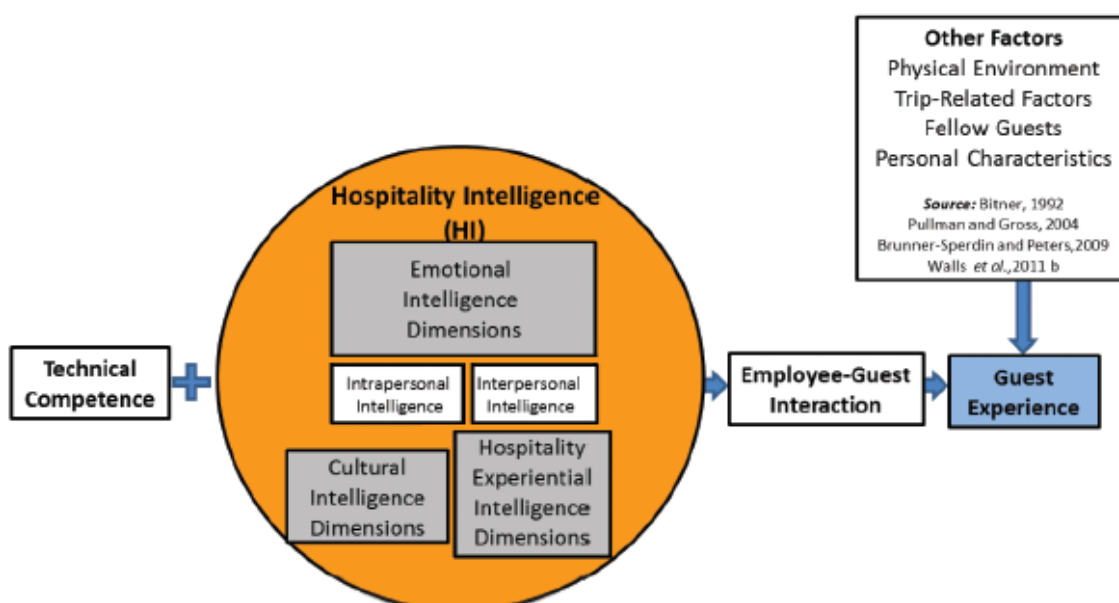 Other Factors
Physical Environment
Trip-Related Factors
Fellow Guests
Personal Characteristics
Source: Bitner, 1992
Pullman and Gross, 2004
Brunner-Sperdin and Peters,2009
Walls et al.,2011 b
Hospitality Intelligence
(HI)
Emotional
Intelligence
Dimensions
Technical
Competence
Intrapersonal
Intelligence
Interpersonal
Intelligence
Cultural
Intelligence
Dimensions
Hospitality
Experiential
Intelligence
Dimensions
Employee-Guest
Interaction
Guest
Experience